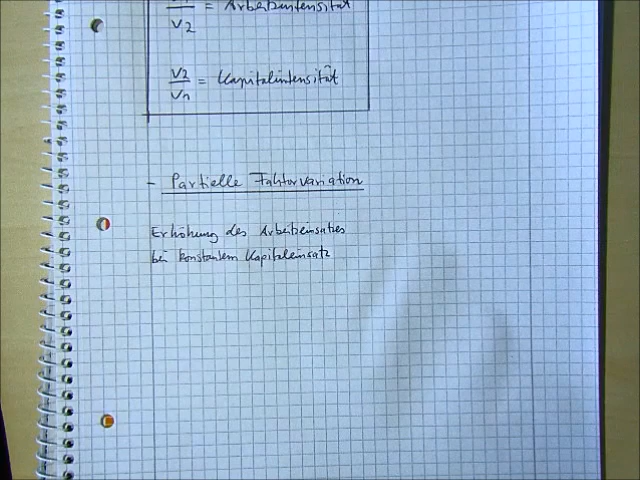 = Arbeitsintensität
v2
v2
= Kapitalintensität
v1
- Partielle Faktorvariation
Erhöhung des Arbeitseinsatzes
bei konstantem Kapitaleinsatz